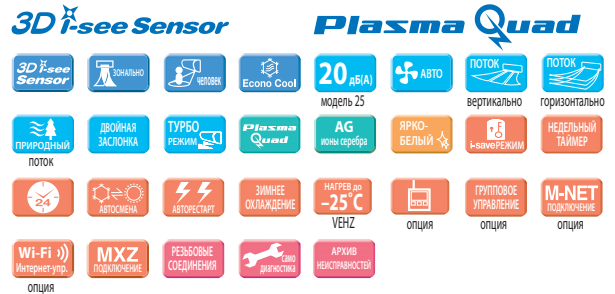 3D i-see Sensor
Plasma Quad
3D i-see
Sensor
ЗОНАЛЬНО
ЧЕЛОВЕК
Econo Cool
20 дБ(А)
модель 25
АВТО
ПОТОК
вертикально
ПОТОК
горизонтально
ПРИРОДНЫЙ
поток
ДВОЙНАЯ
ЗАСЛОНКА
ТУРБО
РЕЖИМ
Plasma
Quad
AG
ионы серебра
ЯРКО-
БЕЛЫЙ
i-saveРЕЖИМ
НЕДЕЛЬНЫЙ
ТАЙМЕР
24
АВТОСМЕНА
АВТОРЕСТАРТ
ЗИМНЕЕ
ОХЛАЖДЕНИЕ
НАГРЕВ до
–25˚C
VEHZ
опция
ГРУППОВОЕ
УПРАВЛЕНИЕ
опция
M-NET
ПОДКЛЮЧЕНИЕ
опция
Wi-Fi
Интернет-упр.
опция
MXZ
ПОДКЛЮЧЕНИЕ
РЕЗЬБОВЫЕ
СОЕДИНЕНИЯ
само
диагностика
АРХИВ
НЕИСПРАВНОСТЕЙ